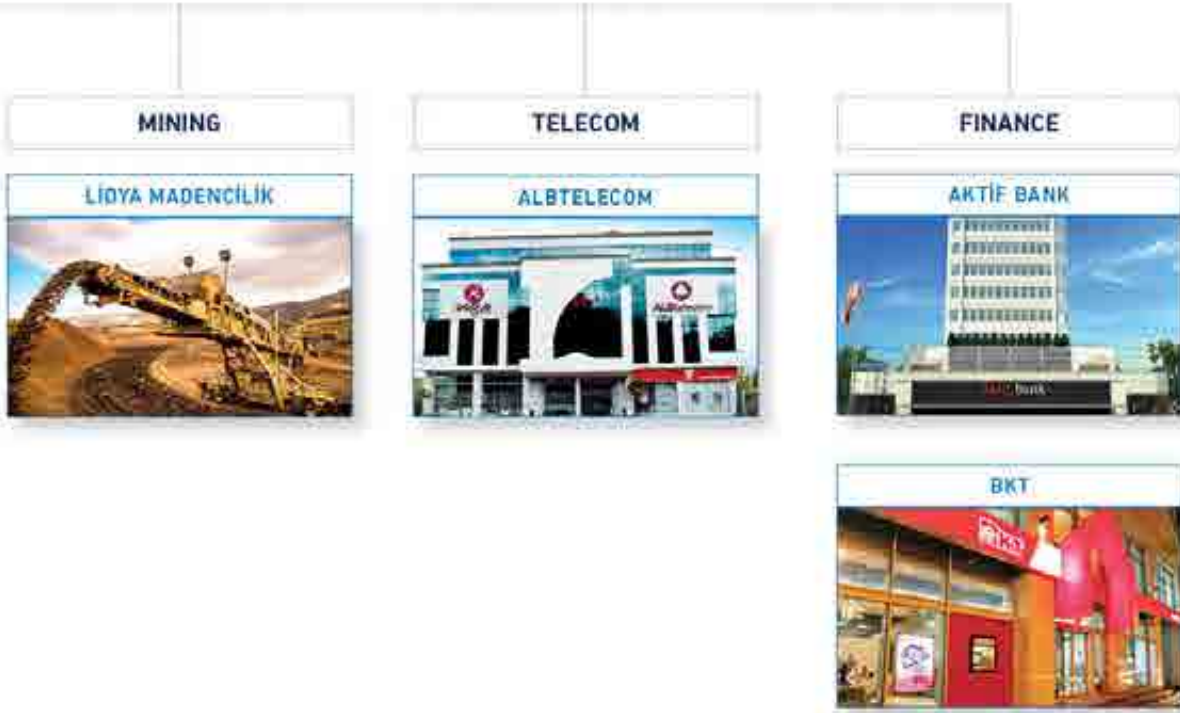 MINING
TELECOM
FINANCE
LİDYA MADENCİLİK
ALBTELECOM
AKTİF BANK
BKT